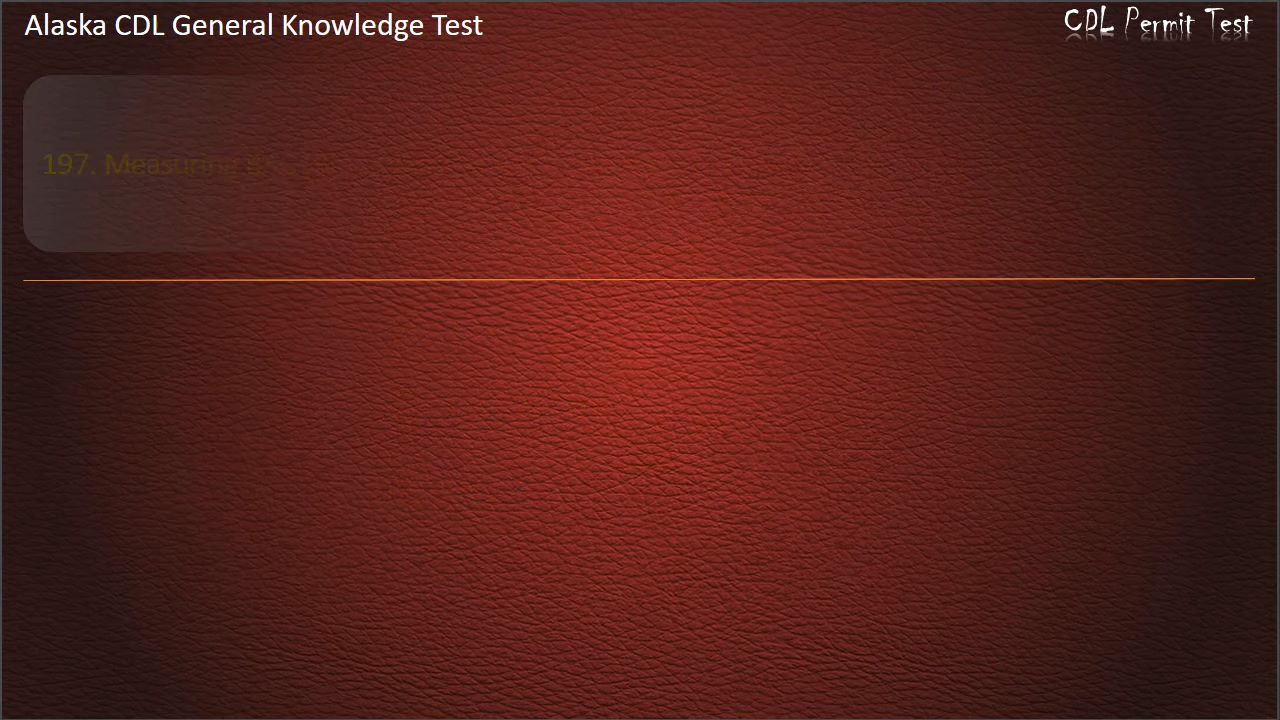 Alaska CDL General Knowledge Test
CDL Permit Test
197. Measuring